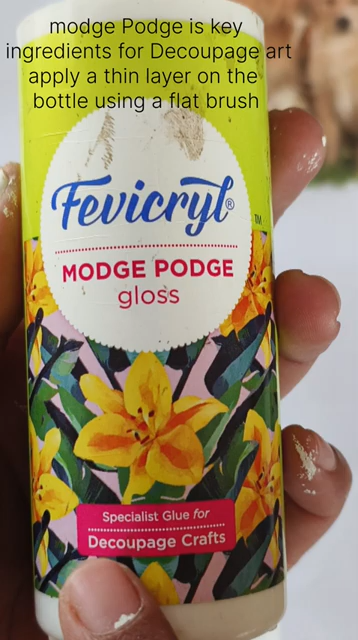 modge Podge is key
ingredients for Decoupage art
apply a thin layer on the
bottle using a flat brush
Fevicryl®
TM
MODGE PODGE
gloss
Specialist Glue for
Decoupage Crafts